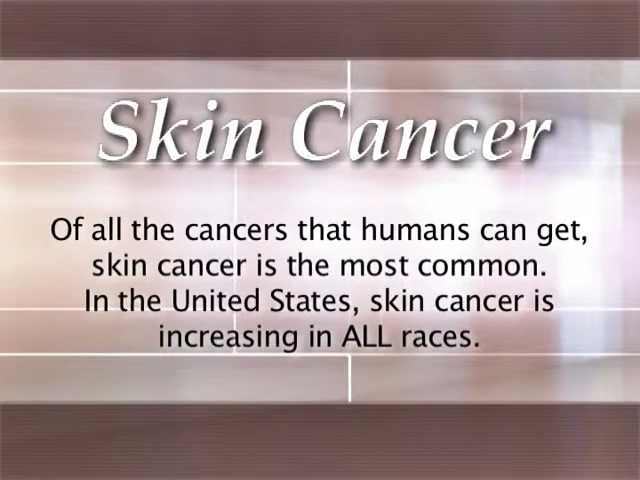 Skin Cancer
Of all the cancers that humans can get,
skin cancer is the most common.
In the United States, skin cancer is
increasing in ALL races.